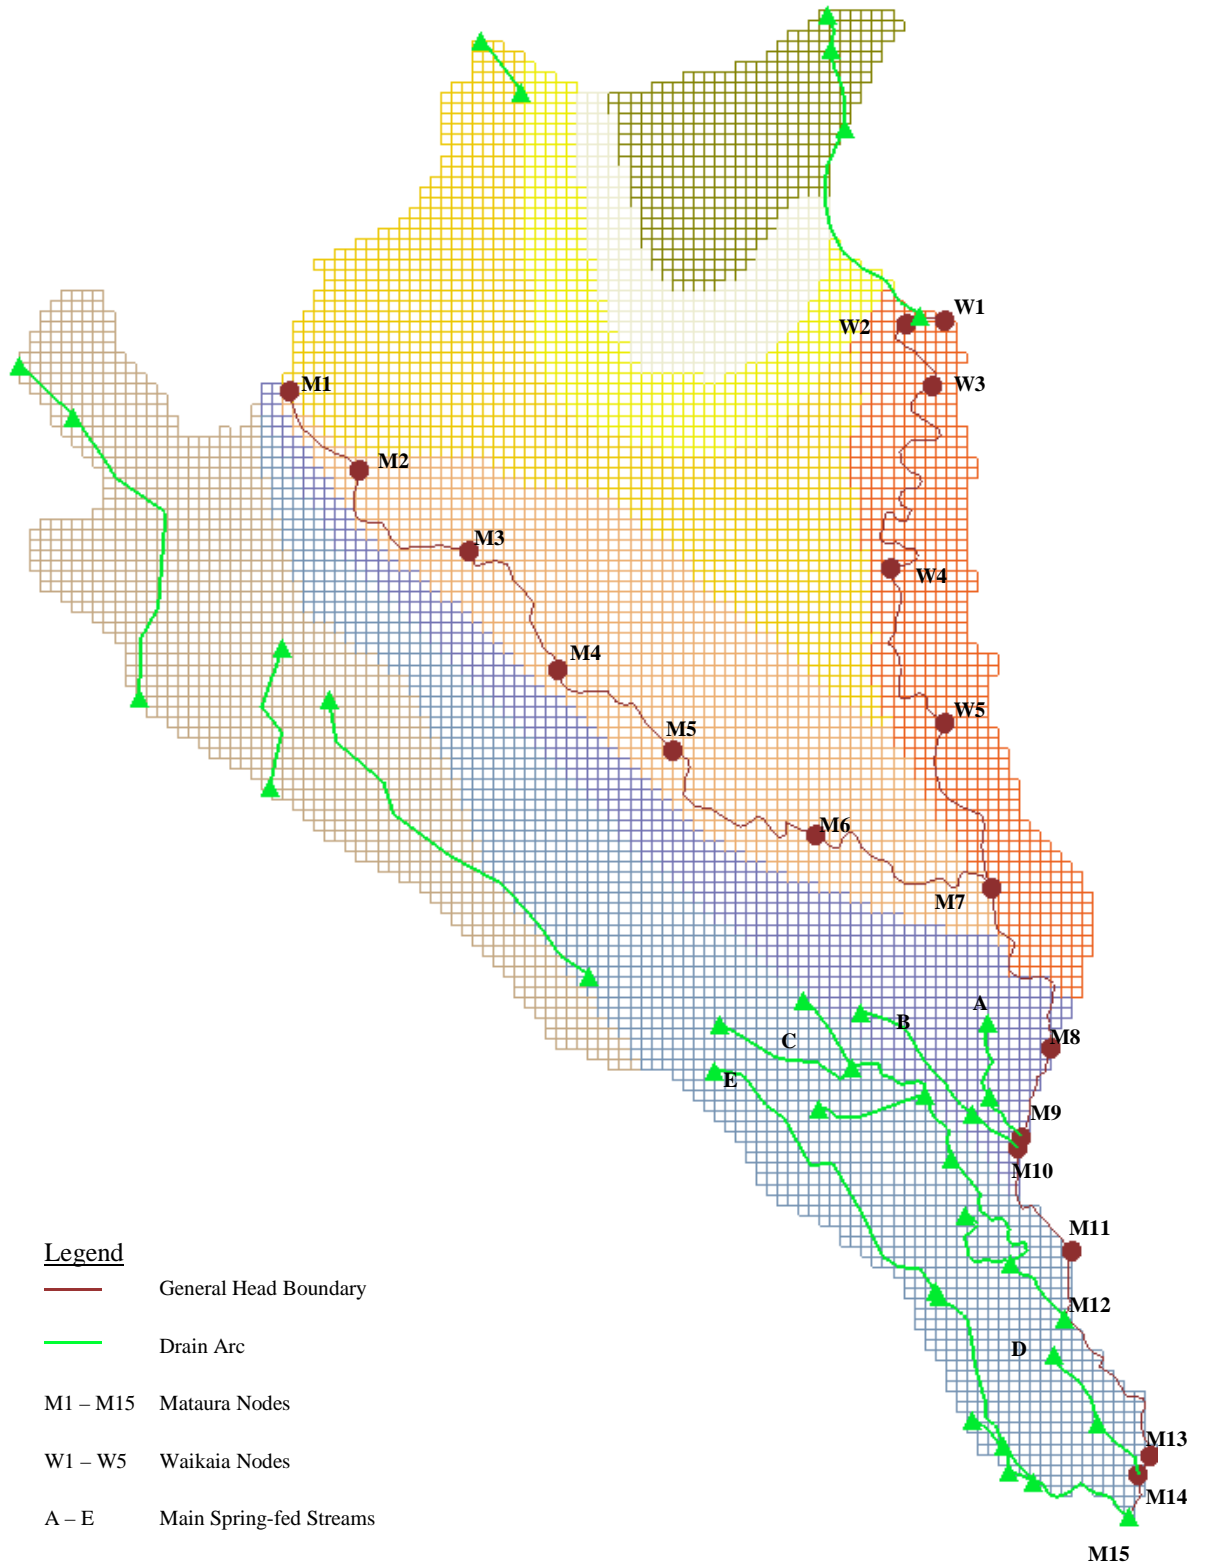 W1
W2
W3
M1
M2
M3
W4
M4
W5
M5
M6
M7
A
B
C
M8
E
M9
M10
M11
M12
D
M13
M14
M15
Legend
General Head Boundary
Drain Arc
M1 – M15 Mataura Nodes
W1 – W5 Waikaia Nodes
A – E Main Spring-fed Streams